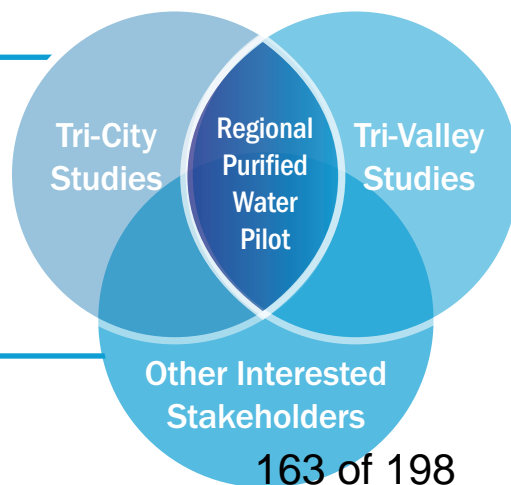 Tri-City
Studies
Regional
Purified
Water
Pilot
Tri-Valley
Studies
Other Interested
Stakeholders
163 of 198